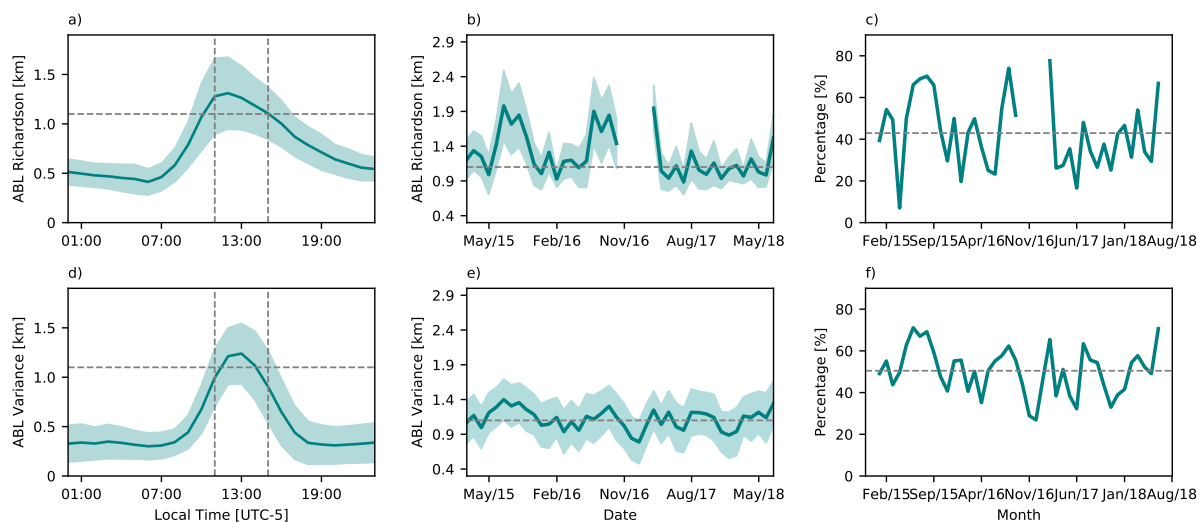 a)
ABL Richardson [km]
1.5
1.0
0.5
0
01:00 07:00 13:00 19:00
b)
ABL Richardson [km]
2.9
2.4
1.9
1.4
0.9
0.4
May/15 Feb/16 Nov/16 Aug/17 May/18
c)
Percentage [%]
80
60
40
20
0
Feb/15 Sep/15 Apr/16 Nov/16 Jun/17 Jan/18 Aug/18
d)
ABL Variance [km]
1.5
1.0
0.5
0
01:00 07:00 13:00 19:00
Local Time [UTC-5]
e)
ABL Variance [km]
2.9
2.4
1.9
1.4
0.9
0.4
May/15 Feb/16 Nov/16 Aug/17 May/18
Date
f)
Percentage [%]
80
60
40
20
0
Feb/15 Sep/15 Apr/16 Nov/16 Jun/17 Jan/18 Aug/18
Month